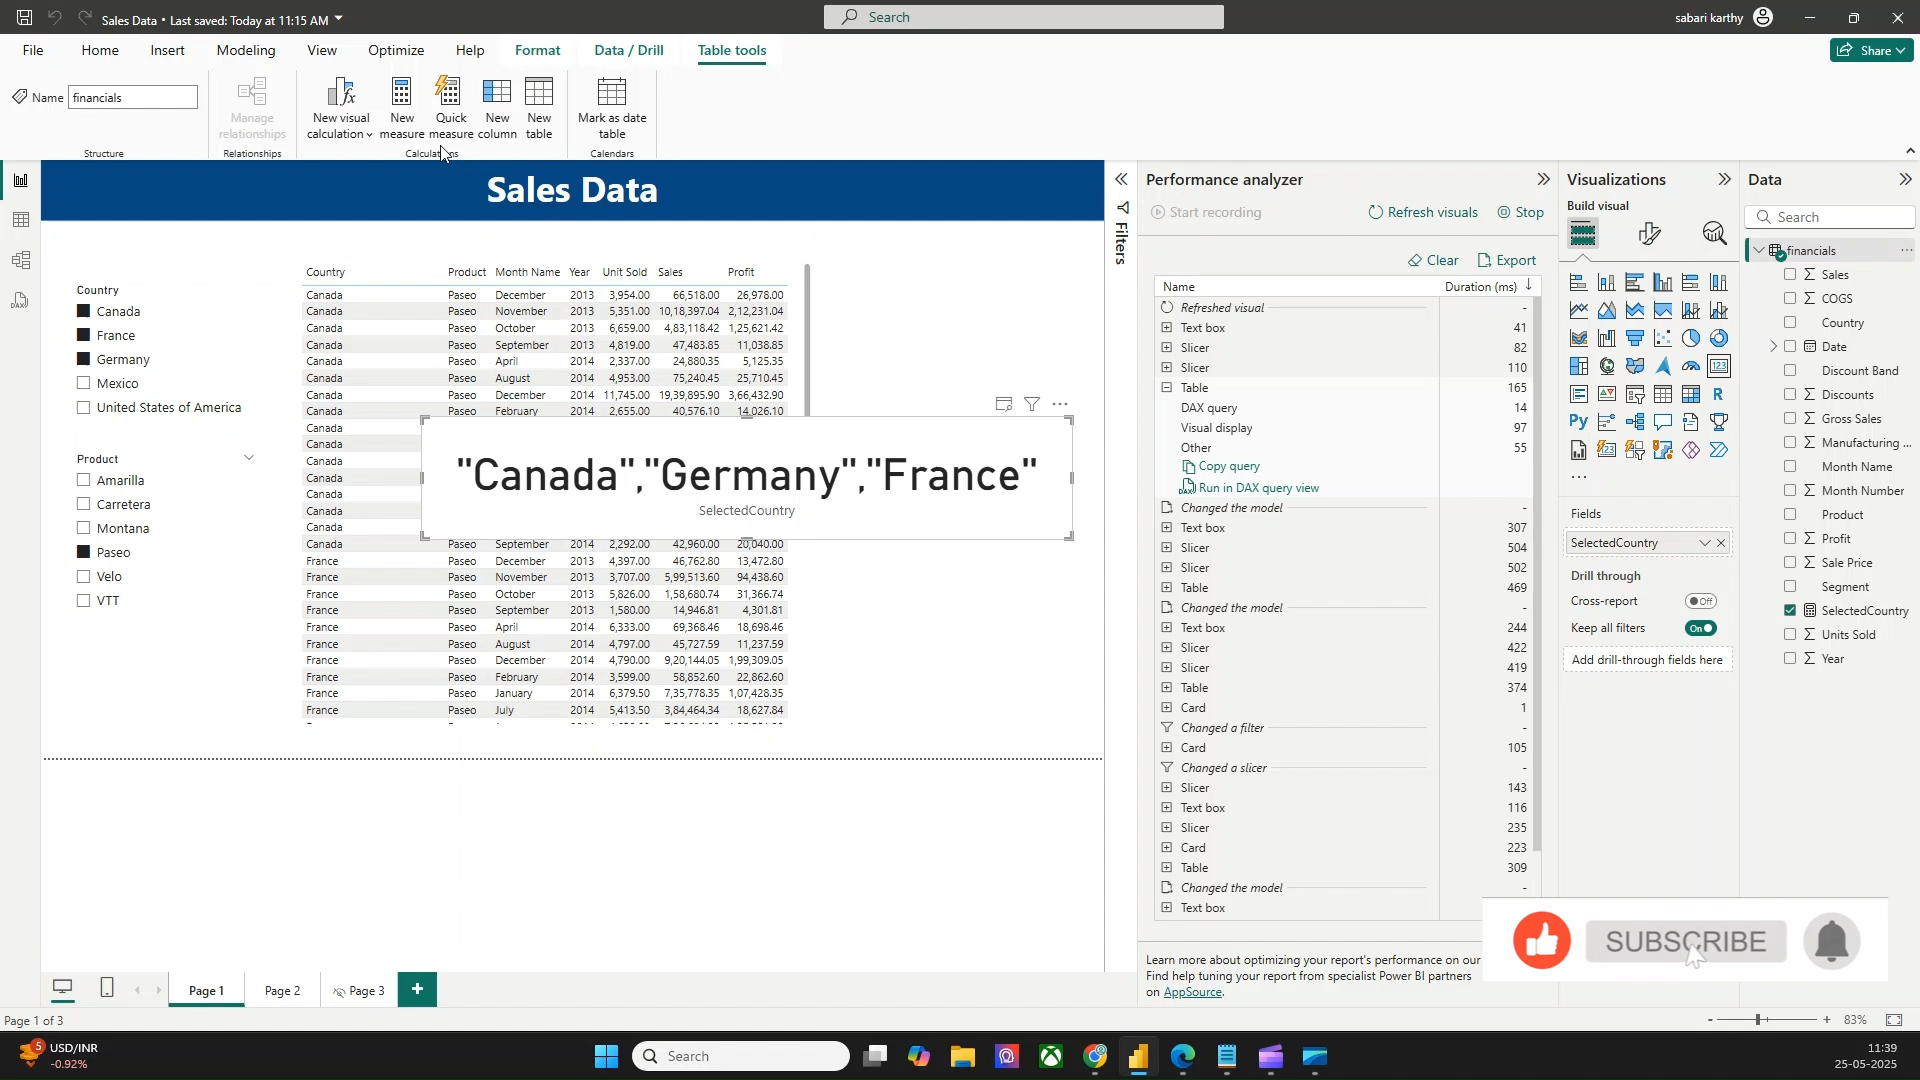 Sales Data • Last saved: Today at 11:15 AM
Search
sabari karthy
File Home Insert Modeling View Optimize Help Format Data / Drill Table tools
Share
Name financials
Manage relationships
New visual calculation
New measure
Quick measure
New column
New table
Mark as date table
Structure Relationships Calculations Calendars
Sales Data
Country
Canada
France
Germany
Mexico
United States of America
Product
Amarilla
Carretera
Montana
Paseo
Velo
VTT
Country Product Month Name Year Unit Sold Sales Profit
Canada Paseo December 2013 3,954.00 66,518.00 26,978.00
Canada Paseo November 2013 5,351.00 10,18,397.04 2,12,231.04
Canada Paseo October 2013 6,659.00 4,83,118.42 1,25,621.42
Canada Paseo September 2013 4,819.00 47,483.85 11,038.85
Canada Paseo April 2014 2,337.00 24,880.35 5,125.35
Canada Paseo August 2014 4,953.00 75,240.45 25,710.45
Canada Paseo December 2014 11,745.00 19,39,895.90 3,66,432.90
Canada Paseo February 2014 2,655.00 40,576.10 14,026.10
Canada
Canada
Canada
Canada
Canada
Canada
Canada
Canada Paseo September 2014 2,292.00 42,960.00 20,040.00
France Paseo December 2013 4,397.00 46,762.80 13,472.80
France Paseo November 2013 3,707.00 5,99,513.60 94,438.60
France Paseo October 2013 5,826.00 1,58,680.74 31,366.74
France Paseo September 2013 1,580.00 14,946.81 4,301.81
France Paseo April 2014 6,333.00 69,368.46 18,698.46
France Paseo August 2014 4,797.00 45,727.59 11,237.59
France Paseo December 2014 4,790.00 9,20,144.05 1,99,309.05
France Paseo February 2014 3,599.00 58,852.60 22,862.60
France Paseo January 2014 6,379.50 7,35,778.35 1,07,428.35
France Paseo July 2014 5,413.50 3,84,464.34 18,627.84
"Canada","Germany","France"
SelectedCountry
Filters
Performance analyzer
Start recording Refresh visuals Stop
Clear Export
Name Duration (ms)
Refreshed visual -
Text box 41
Slicer 82
Slicer 110
Table 165
DAX query 14
Visual display 97
Other 55
Copy query
Run in DAX query view
Changed the model -
Text box 307
Slicer 504
Slicer 502
Table 469
Changed the model -
Text box 244
Slicer 422
Slicer 419
Table 374
Card 1
Changed a filter -
Card 105
Changed a slicer -
Slicer 143
Text box 116
Slicer 235
Card 223
Table 309
Changed the model -
Text box
Learn more about optimizing your report's performance on our
Find help tuning your report from specialist Power BI partners
on AppSource.
Visualizations
Build visual
Fields
SelectedCountry
Drill through
Cross-report Off
Keep all filters On
Add drill-through fields here
Data
Search
financials
Sales
COGS
Country
Date
Discount Band
Discounts
Gross Sales
Manufacturing ...
Month Name
Month Number
Product
Profit
Sale Price
Segment
SelectedCountry
Units Sold
Year
SUBSCRIBE
Page 1 Page 2 Page 3
Page 1 of 3
83%
5
USD/INR
-0.92%
Search
11:39
25-05-2025